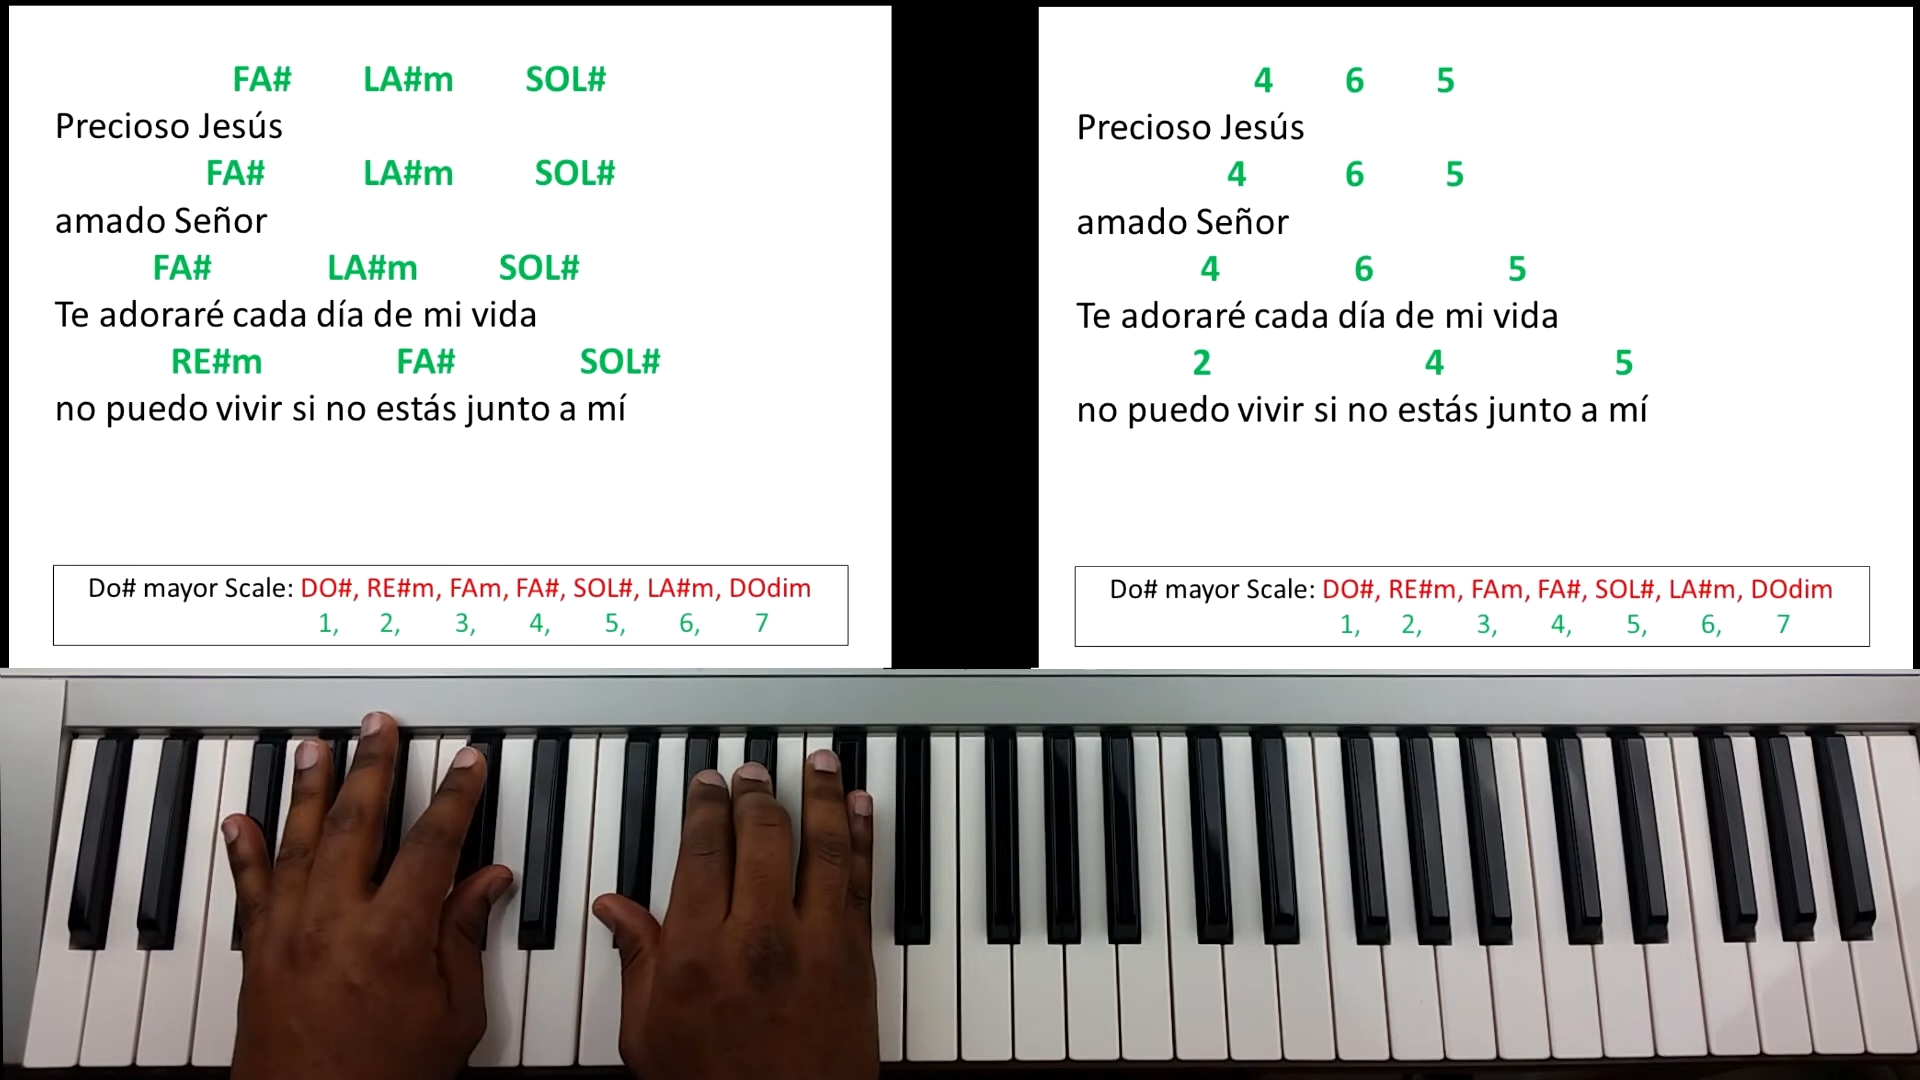 FA# LA#m SOL#
Precioso Jesús
FA# LA#m SOL#
amado Señor
FA# LA#m SOL#
Te adoraré cada día de mi vida
RE#m FA# SOL#
no puedo vivir si no estás junto a mí
Do# mayor Scale: DO#, RE#m, FAm, FA#, SOL#, LA#m, DOdim
1, 2, 3, 4, 5, 6, 7
4 6 5
Precioso Jesús
4 6 5
amado Señor
4 6 5
Te adoraré cada día de mi vida
2 4 5
no puedo vivir si no estás junto a mí
Do# mayor Scale: DO#, RE#m, FAm, FA#, SOL#, LA#m, DOdim
1, 2, 3, 4, 5, 6, 7